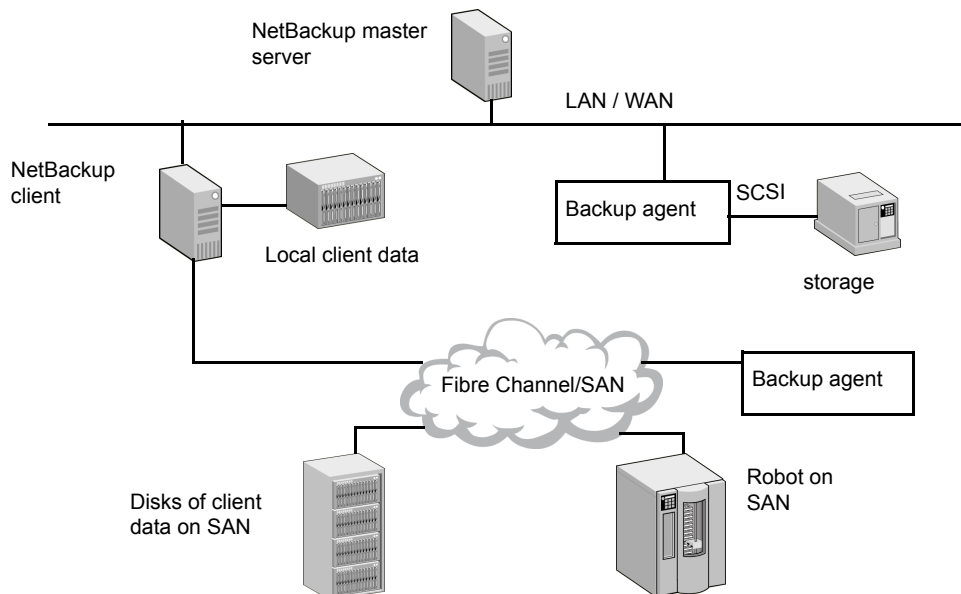 NetBackup master
server
LAN / WAN
NetBackup
client
Local client data
Backup agent
SCSI
storage
Fibre Channel/SAN
Backup agent
Disks of client
data on SAN
Robot on
SAN